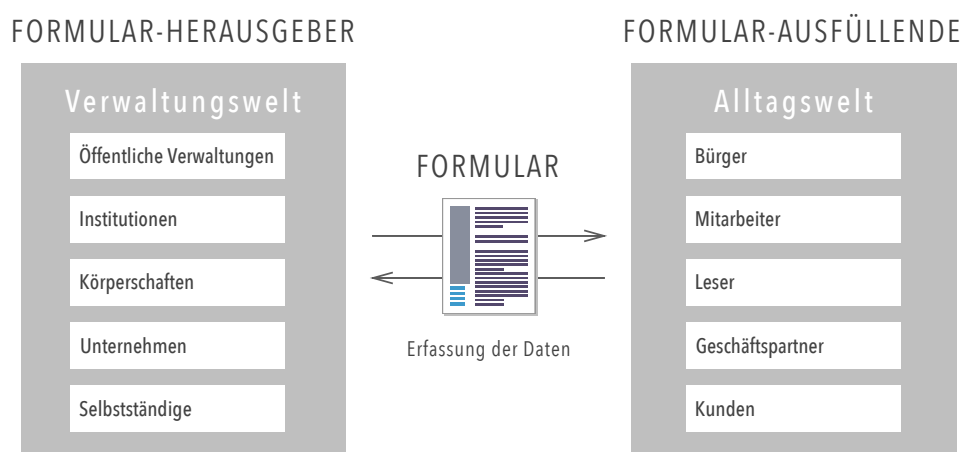 FORMULAR-HERAUSGEBER
Verwaltungswelt
Öffentliche Verwaltungen
Institutionen
Körperschaften
Unternehmen
Selbstständige
FORMULAR
Erfassung der Daten
FORMULAR-AUSFÜLLENDE
Alltagswelt
Bürger
Mitarbeiter
Leser
Geschäftspartner
Kunden